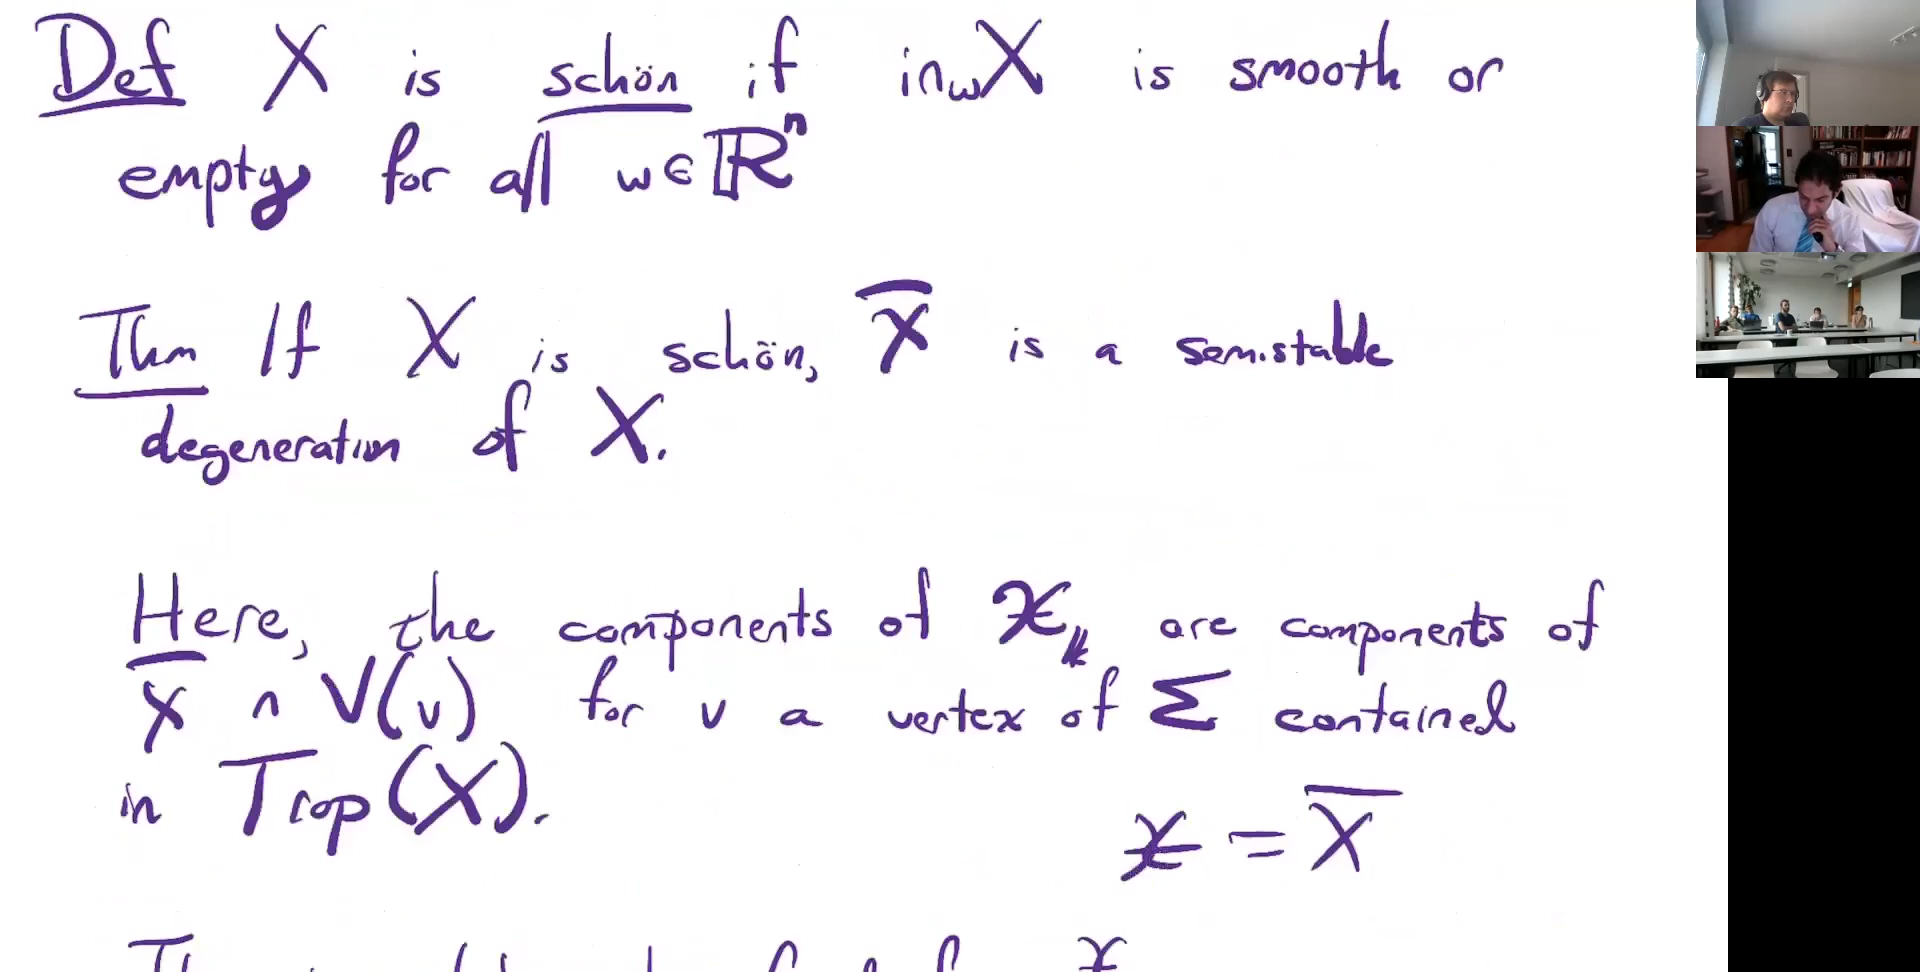 Def X is schön if in_w X is smooth or
empty for all w ∈ ℝⁿ
Thm If X is schön, X̅ is a semistable
degeneration of X.
Here, the components of 𝒳_𝕜 are components of
X̅ ∩ V(v) for v a vertex of Σ contained
in Trop(X).
𝒳 = X̅